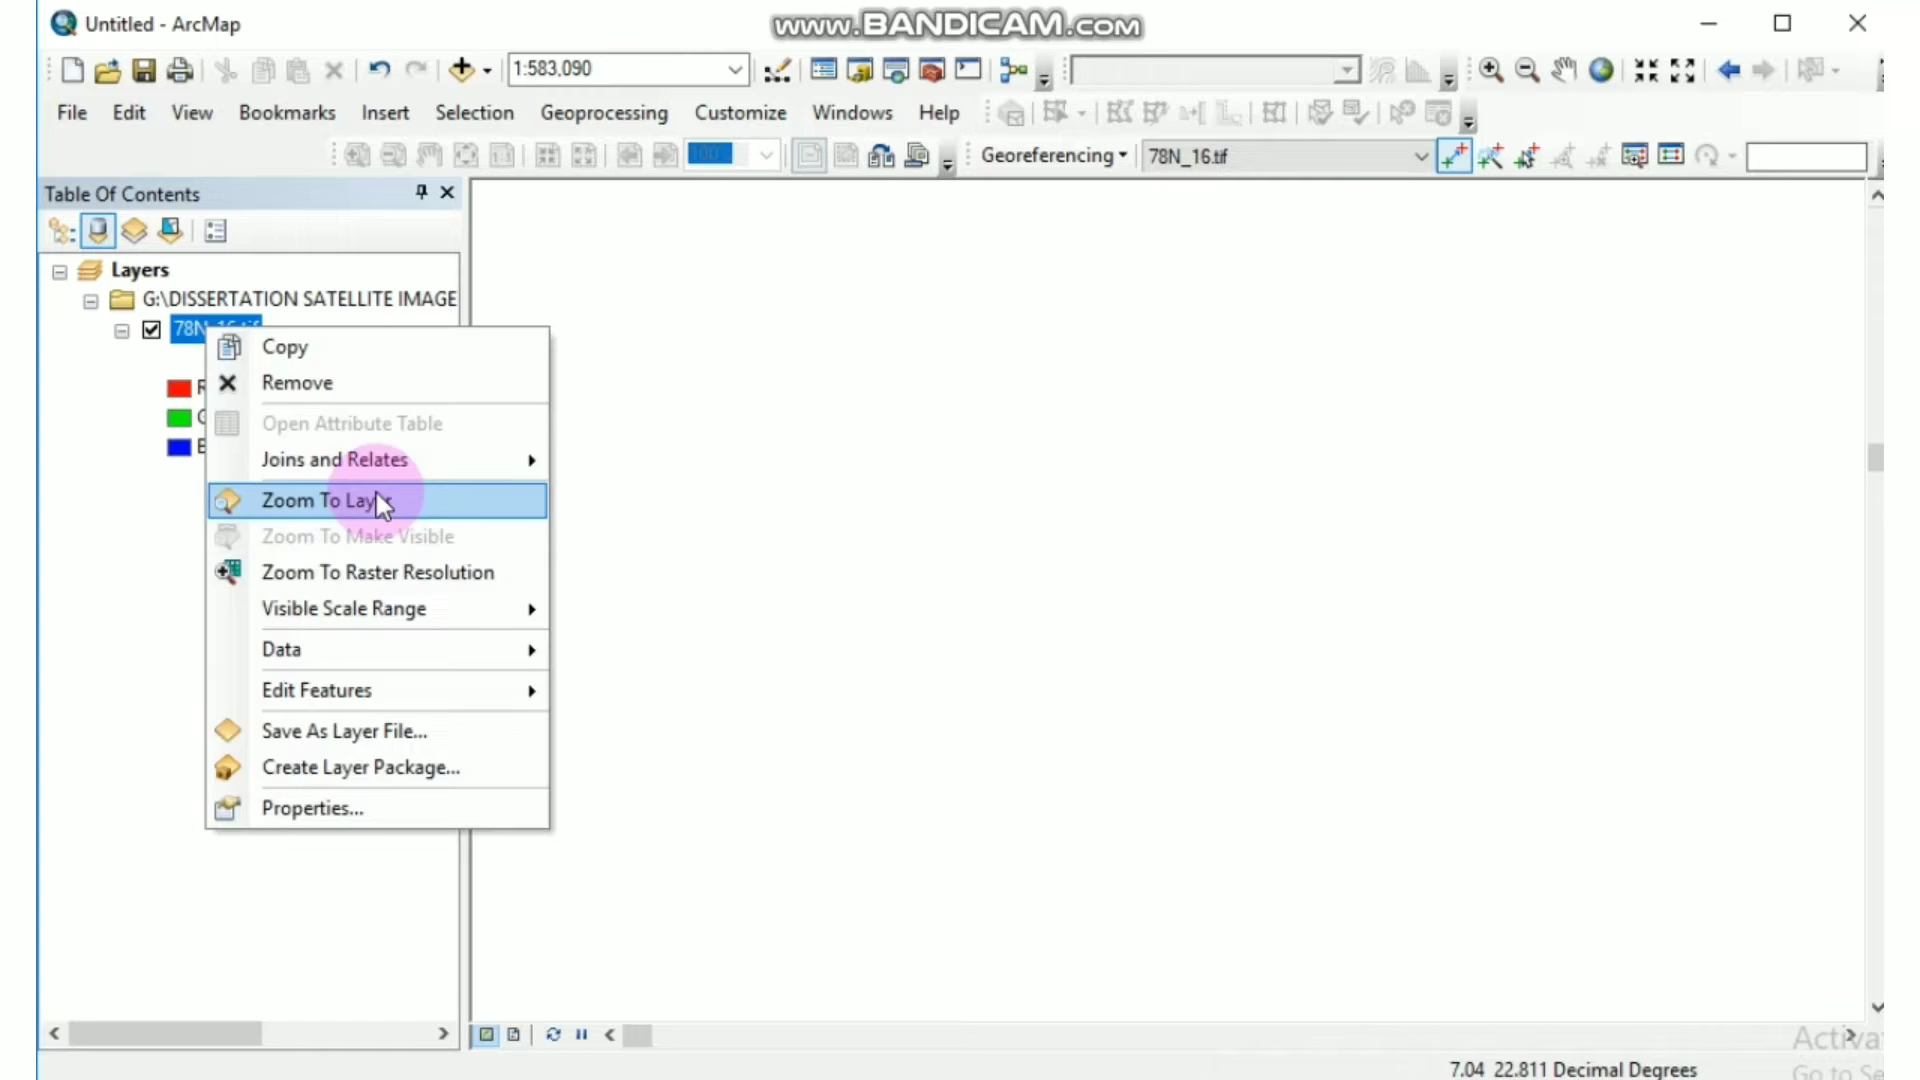 Untitled - ArcMap
www.BANDICAM.com
1:583,090
File Edit View Bookmarks Insert Selection Geoprocessing Customize Windows Help
100
Georeferencing 78N_16.tif
Table Of Contents
Layers
G:\DISSERTATION SATELLITE IMAGE
Copy
Remove
Open Attribute Table
Joins and Relates
Zoom To Layer
Zoom To Make Visible
Zoom To Raster Resolution
Visible Scale Range
Data
Edit Features
Save As Layer File...
Create Layer Package...
Properties...
7.04 22.811 Decimal Degrees